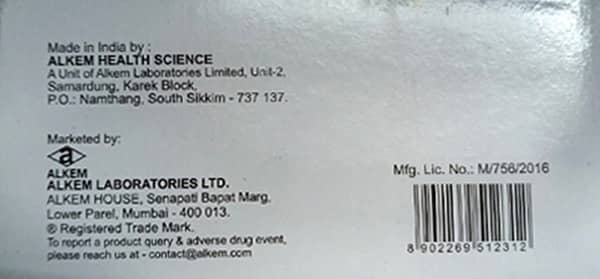 Made in India by :
ALKEM HEALTH SCIENCE
A Unit of Alkem Laboratories Limited, Unit-2,
Samardung, Karek Block,
P.O.: Namthang, South Sikkim - 737 137.
Marketed by:
a
ALKEM
ALKEM LABORATORIES LTD.
ALKEM HOUSE, Senapati Bapat Marg,
Lower Parel, Mumbai - 400 013.
® Registered Trade Mark.
To report a product query & adverse drug event,
please reach us at - contact@alkem.com
Mfg. Lic. No.: M/756/2016
8 902269 512312